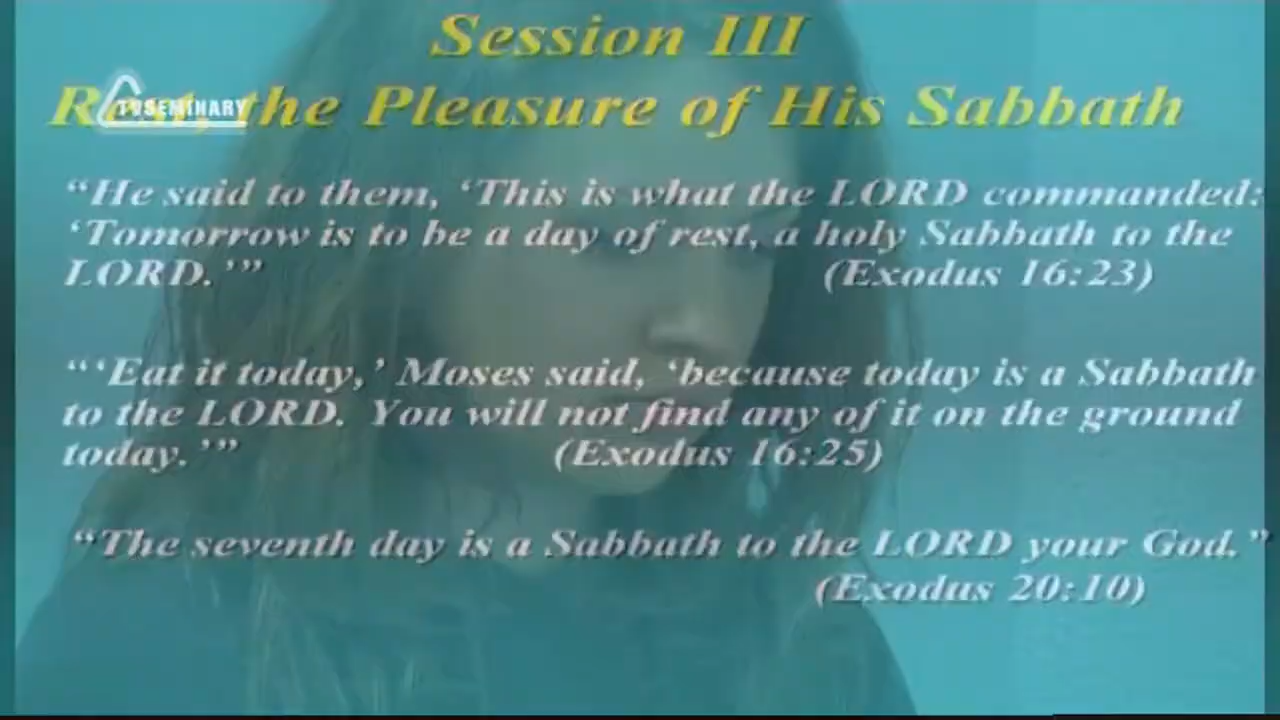 Session III
TVSEMINARY
the Pleasure of His Sabbath
“He said to them, ‘This is what the LORD commanded:
‘Tomorrow is to be a day of rest, a holy Sabbath to the
LORD.’” (Exodus 16:23)
“‘Eat it today,’ Moses said, ‘because today is a Sabbath
to the LORD. You will not find any of it on the ground
today.’” (Exodus 16:25)
“The seventh day is a Sabbath to the LORD your God.”
(Exodus 20:10)